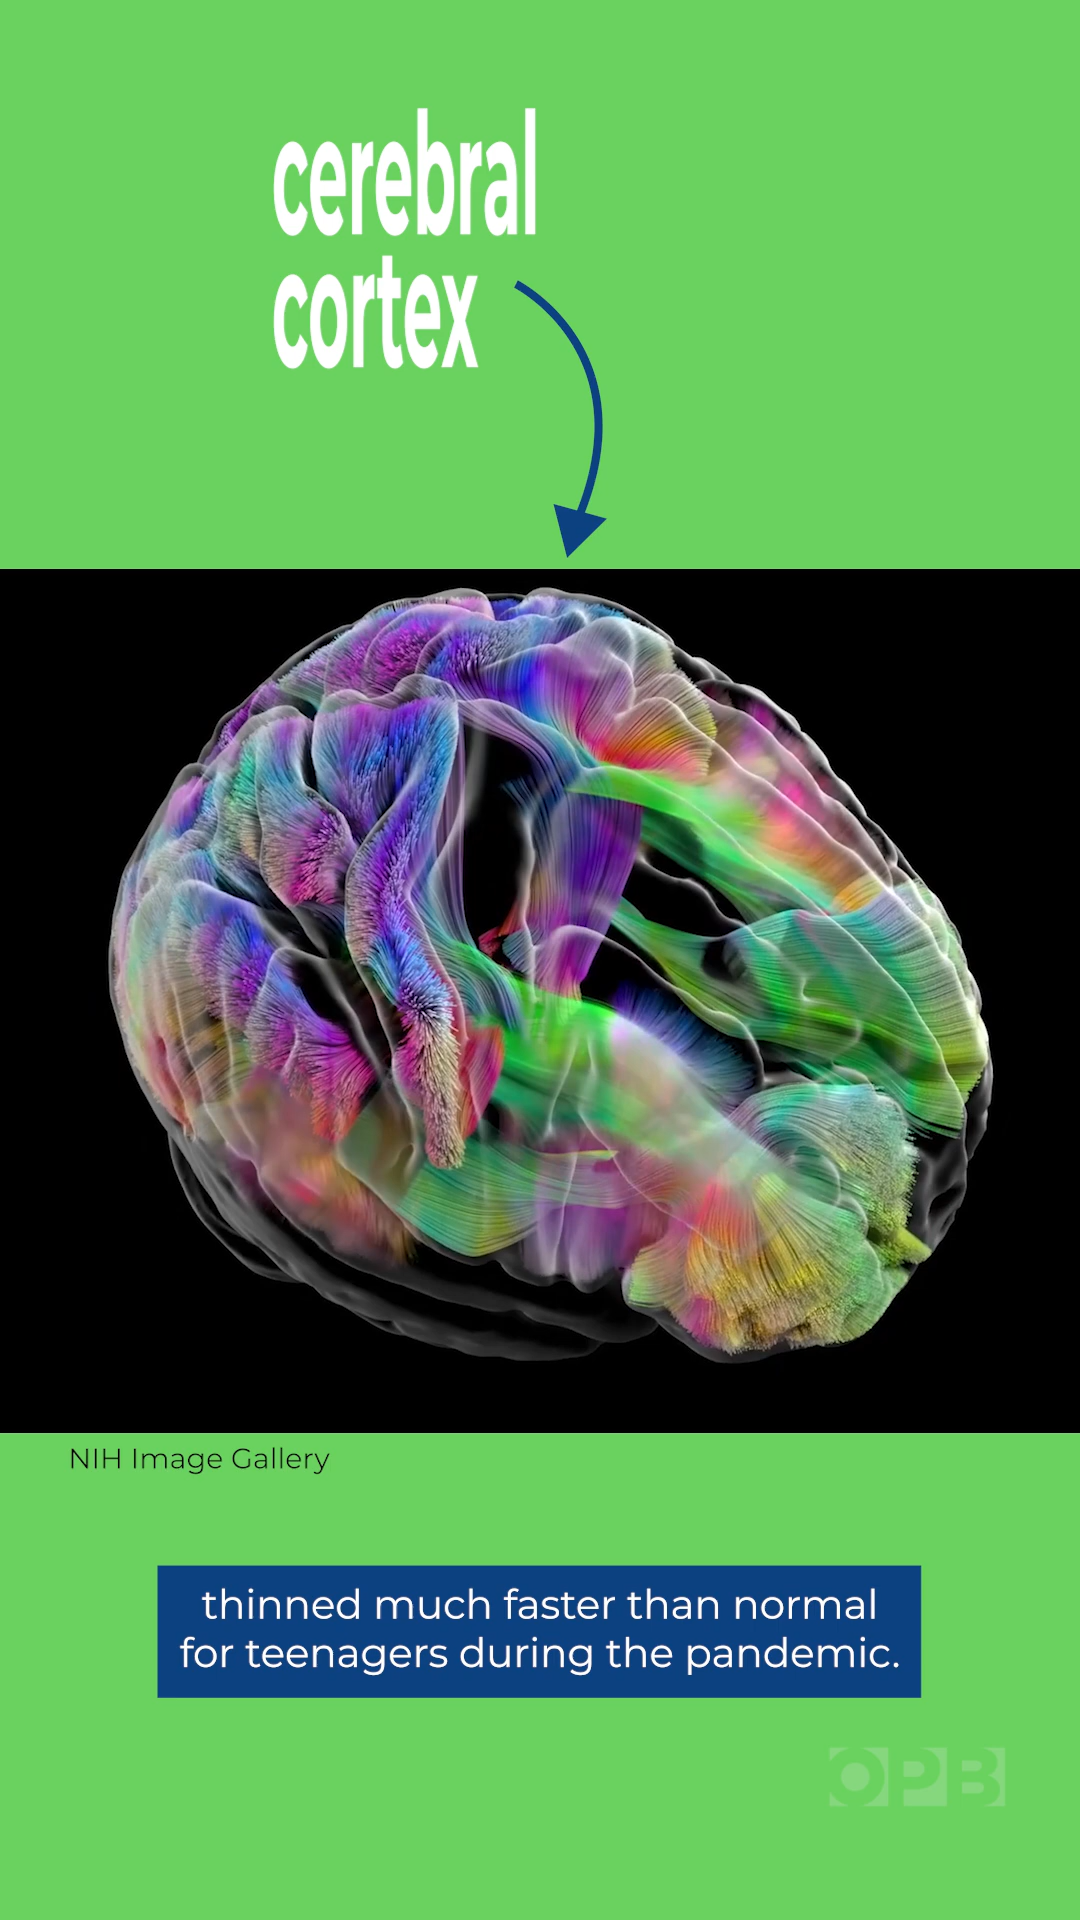 cerebral
cortex
NIH Image Gallery
thinned much faster than normal
for teenagers during the pandemic.
OPB